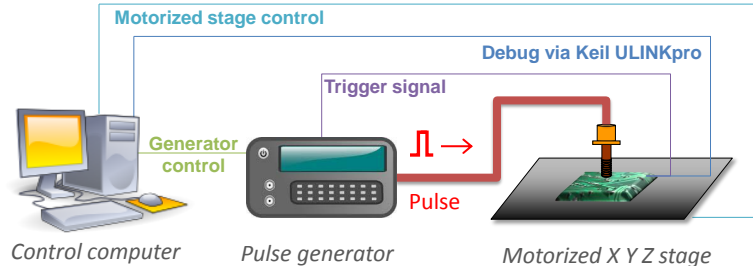 Motorized stage control
Debug via Keil ULINKpro
Trigger signal
Generator
control
Pulse
Control computer
Pulse generator
Motorized X Y Z stage